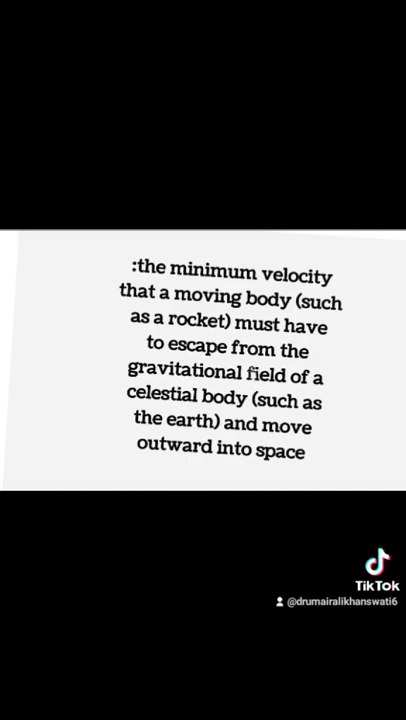 :the minimum velocity
that a moving body (such
as a rocket) must have
to escape from the
gravitational field of a
celestial body (such as
the earth) and move
outward into space
TikTok
@drumairalikhanswati6